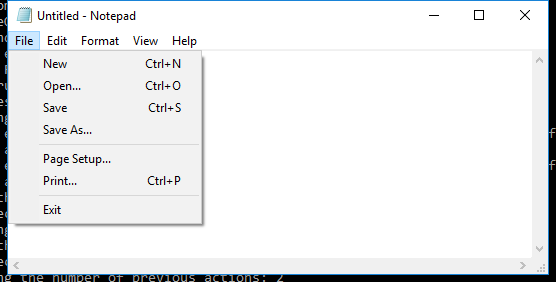 Untitled - Notepad
File Edit Format View Help
New Ctrl+N
Open... Ctrl+O
Save Ctrl+S
Save As...
Page Setup...
Print... Ctrl+P
Exit
the number of previous actions: 2